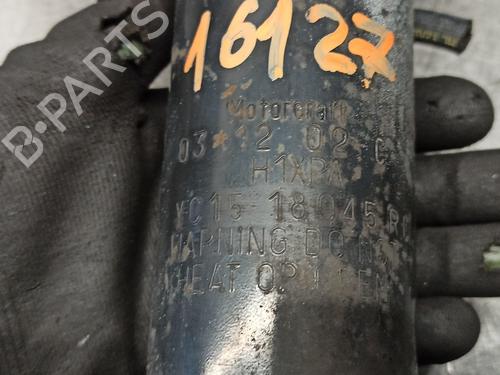 B-PARTS
16127
Motorcraft
03*12 02 C
H1XPA
YC15 18045
WARNING DO NOT
HEAT OR